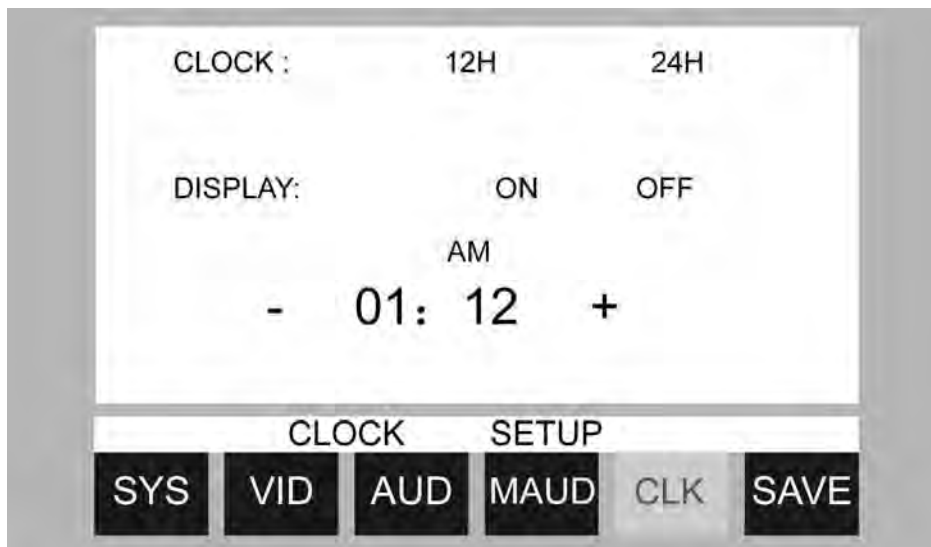 CLOCK : 12H 24H
DISPLAY: ON OFF
AM
- 01: 12 +
CLOCK SETUP
SYS VID AUD MAUD CLK SAVE